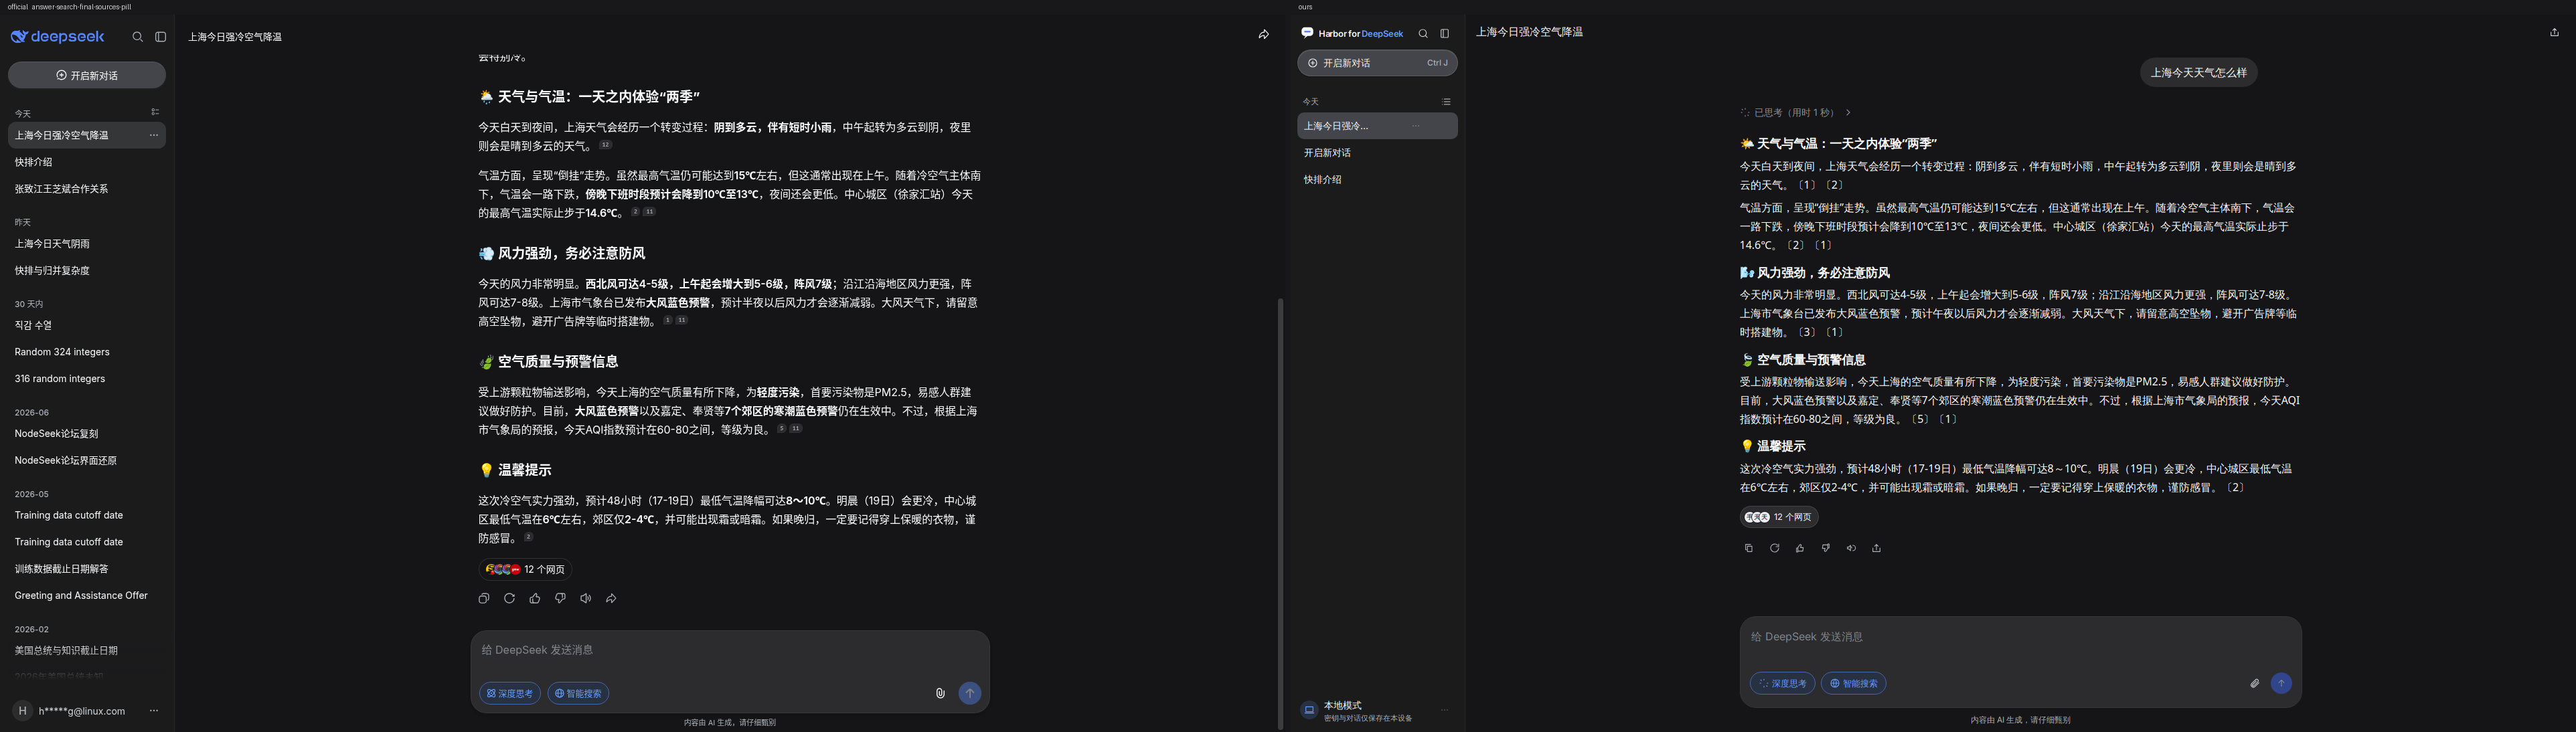 official answer-search-final-sources-pill
deepseek
开启新对话
今天
上海今日强冷空气降温
快排介绍
张致江王芝斌合作关系
昨天
上海今日天气阴雨
快排与归并复杂度
30 天内
직감 수열
Random 324 integers
316 random integers
2026-06
NodeSeek论坛复刻
NodeSeek论坛界面还原
2026-05
Training data cutoff date
Training data cutoff date
训练数据截止日期解答
Greeting and Assistance Offer
2026-02
美国总统与知识截止日期
H h*****g@linux.com
上海今日强冷空气降温
会特别冷。
🌦️ 天气与气温：一天之内体验“两季”
今天白天到夜间，上海天气会经历一个转变过程：阴到多云，伴有短时小雨，中午起转为多云到阴，夜里
则会是晴到多云的天气。 12
气温方面，呈现“倒挂”走势。虽然最高气温仍可能达到15℃左右，但这通常出现在上午。随着冷空气主体南
下，气温会一路下跌，傍晚下班时段预计会降到10℃至13℃，夜间还会更低。中心城区（徐家汇站）今天
的最高气温实际止步于14.6℃。 2 11
💨 风力强劲，务必注意防风
今天的风力非常明显。西北风可达4-5级，上午起会增大到5-6级，阵风7级；沿江沿海地区风力更强，阵
风可达7-8级。上海市气象台已发布大风蓝色预警，预计半夜以后风力才会逐渐减弱。大风天气下，请留意
高空坠物，避开广告牌等临时搭建物。 1 11
空气质量与预警信息
受上游颗粒物输送影响，今天上海的空气质量有所下降，为轻度污染，首要污染物是PM2.5，易感人群建
议做好防护。目前，大风蓝色预警以及嘉定、奉贤等7个郊区的寒潮蓝色预警仍在生效中。不过，根据上海
市气象局的预报，今天AQI指数预计在60-80之间，等级为良。 5 11
💡 温馨提示
这次冷空气实力强劲，预计48小时（17-19日）最低气温降幅可达8～10℃。明晨（19日）会更冷，中心城
区最低气温在6℃左右，郊区仅2-4℃，并可能出现霜或暗霜。如果晚归，一定要记得穿上保暖的衣物，谨
防感冒。 2
12 个网页
给 DeepSeek 发送消息
深度思考 智能搜索
内容由 AI 生成，请仔细甄别
ours
Harbor for DeepSeek
开启新对话 Ctrl J
今天
上海今日强冷...
开启新对话
快排介绍
本地模式
密钥与对话仅保存在本设备
上海今日强冷空气降温
上海今天天气怎么样
已思考（用时 1 秒）
🌤️ 天气与气温：一天之内体验“两季”
今天白天到夜间，上海天气会经历一个转变过程：阴到多云，伴有短时小雨，中午起转为多云到阴，夜里则会是晴到多
云的天气。〔1〕〔2〕
气温方面，呈现“倒挂”走势。虽然最高气温仍可能达到15℃左右，但这通常出现在上午。随着冷空气主体南下，气温会
一路下跌，傍晚下班时段预计会降到10℃至13℃，夜间还会更低。中心城区（徐家汇站）今天的最高气温实际止步于
14.6℃。〔2〕〔1〕
🌬️ 风力强劲，务必注意防风
今天的风力非常明显。西北风可达4-5级，上午起会增大到5-6级，阵风7级；沿江沿海地区风力更强，阵风可达7-8级。
上海市气象台已发布大风蓝色预警，预计午夜以后风力才会逐渐减弱。大风天气下，请留意高空坠物，避开广告牌等临
时搭建物。〔3〕〔1〕
🍃 空气质量与预警信息
受上游颗粒物输送影响，今天上海的空气质量有所下降，为轻度污染，首要污染物是PM2.5，易感人群建议做好防护。
目前，大风蓝色预警以及嘉定、奉贤等7个郊区的寒潮蓝色预警仍在生效中。不过，根据上海市气象局的预报，今天AQI
指数预计在60-80之间，等级为良。〔5〕〔1〕
💡 温馨提示
这次冷空气实力强劲，预计48小时（17-19日）最低气温降幅可达8～10℃。明晨（19日）会更冷，中心城区最低气温
在6℃左右，郊区仅2-4℃，并可能出现霜或暗霜。如果晚归，一定要记得穿上保暖的衣物，谨防感冒。〔2〕
12 个网页
给 DeepSeek 发送消息
深度思考 智能搜索
内容由 AI 生成，请仔细甄别